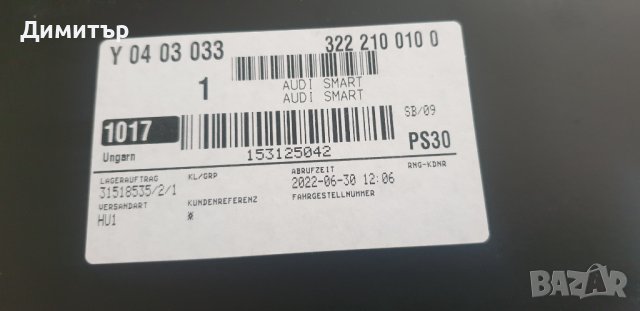 Димитър
Y 04 03 033
322 210 010 0
1
AUDI SMART
AUDI SMART
SB/09
1017
Ungarn
153125042
PS30
LAGERAUFTRAG
31518535/2/1
KL/GRP
ABRUFZEIT
2022-06-30 12:06
RNG-KDNR
VERSANDART
HU1
KUNDENREFERENZ
*
FAHRGESTELLNUMMER
BAZAR